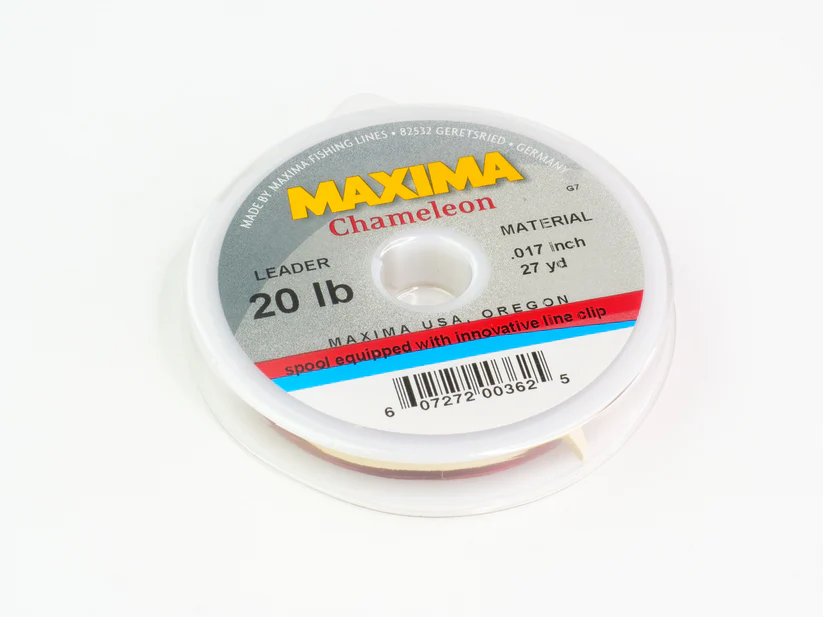 MADE BY MAXIMA FISHING LINES • 82532 GERETSRIED • GERMANY
MAXIMA
G7
Chameleon
LEADER
20 lb
MATERIAL
.017 inch
27 yd
MAXIMA USA, OREGON
spool equipped with innovative line clip
6 07272 00362 5